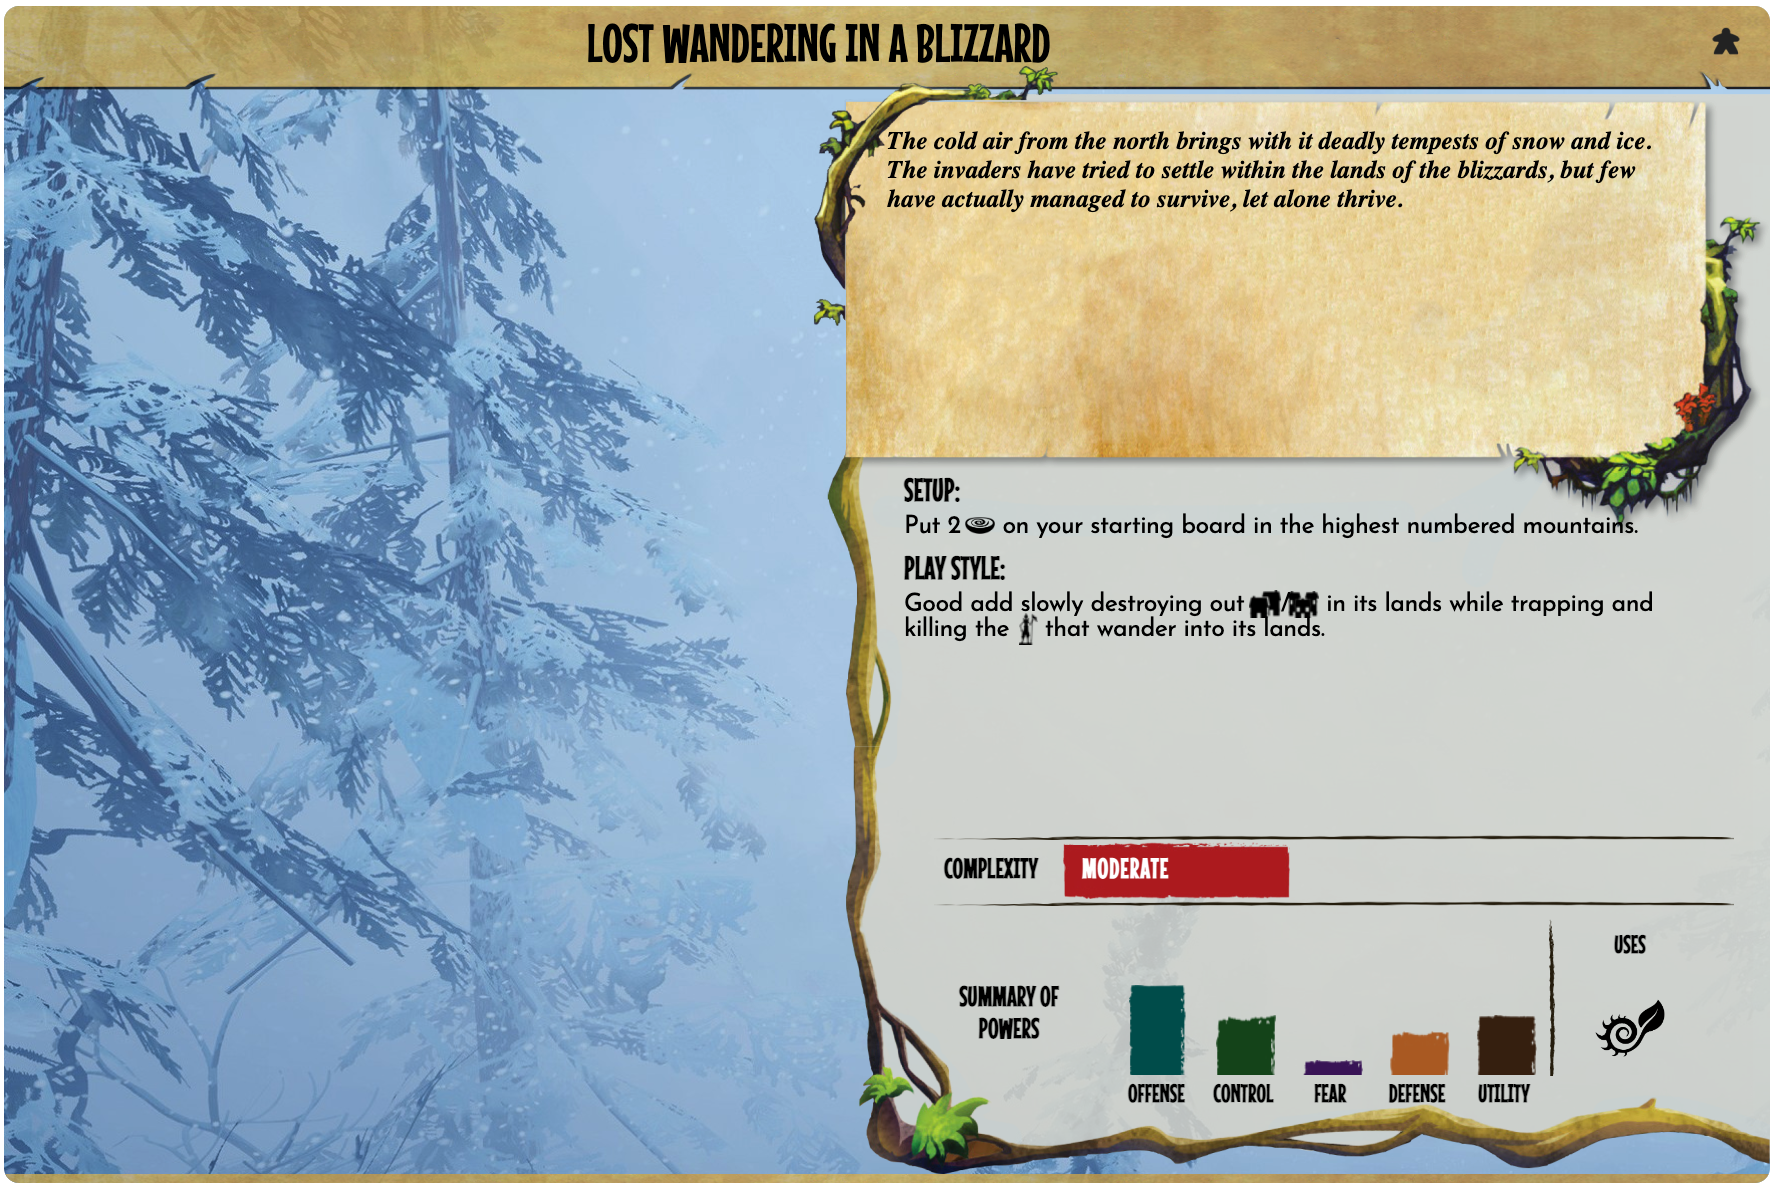 LOST WANDERING IN A BLIZZARD
The cold air from the north brings with it deadly tempests of snow and ice.
The invaders have tried to settle within the lands of the blizzards, but few
have actually managed to survive, let alone thrive.
SETUP:
Put 2 on your starting board in the highest numbered mountains.
PLAY STYLE:
Good add slowly destroying out / in its lands while trapping and
killing the that wander into its lands.
COMPLEXITY MODERATE
USES
SUMMARY OF
POWERS
OFFENSE CONTROL FEAR DEFENSE UTILITY